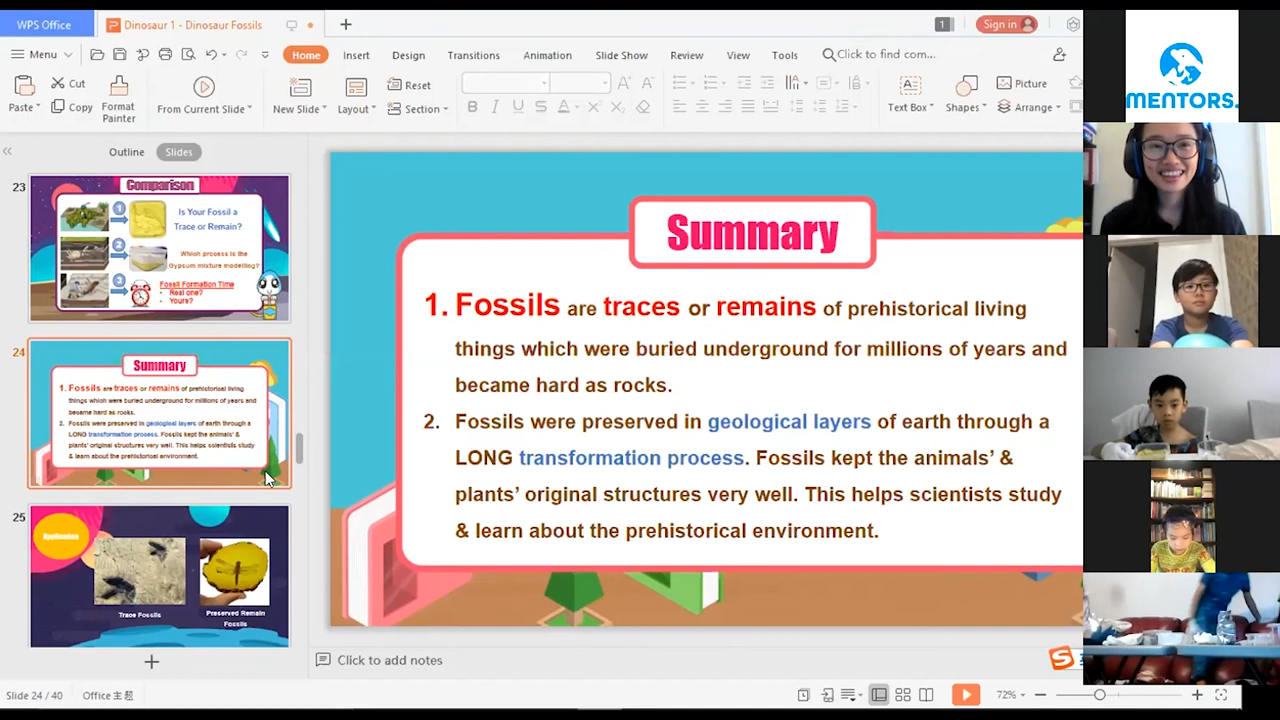 WPS Office
Dinosaur 1 - Dinosaur Fossils
1
Sign in
Menu
Home
Insert
Design
Transitions
Animation
Slide Show
Review
View
Tools
Click to find com...
Paste
Cut
Copy
Format
Painter
From Current Slide
New Slide
Layout
Reset
Section
B I U S A X² X₂
Text Box
Shapes
Picture
Arrange
Outline
Slides
23
Comparison
1
Is Your Fossil a
Trace or Remain?
2
Which process is the
Gypsum mixture modelling?
3
Fossil Formation Time
• Real one?
• Yours?
24
Summary
1. Fossils are traces or remains of prehistorical living
things which were buried underground for millions of years and
became hard as rocks.
2. Fossils were preserved in geological layers of earth through a
LONG transformation process. Fossils kept the animals' &
plants' original structures very well. This helps scientists study
& learn about the prehistorical environment.
25
Application
Trace Fossils
Preserved Remain
Fossils
Summary
1. Fossils are traces or remains of prehistorical living
things which were buried underground for millions of years and
became hard as rocks.
2. Fossils were preserved in geological layers of earth through a
LONG transformation process. Fossils kept the animals' &
plants' original structures very well. This helps scientists study
& learn about the prehistorical environment.
Click to add notes
Slide 24 / 40
Office 主题
72%
MENTORS.